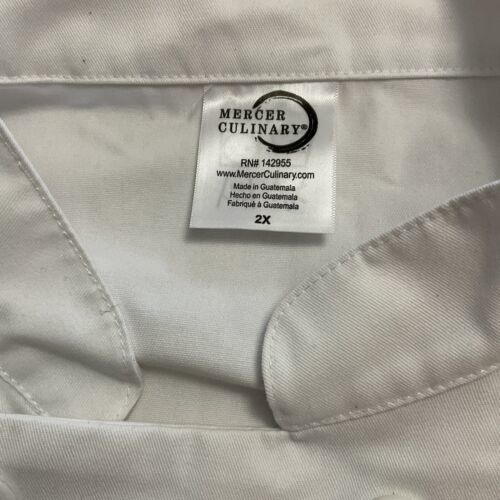 MERCER
CULINARY®
RN# 142955
www.MercerCulinary.com
Made in Guatemala
Hecho en Guatemala
Fabriqué à Guatemala
2X